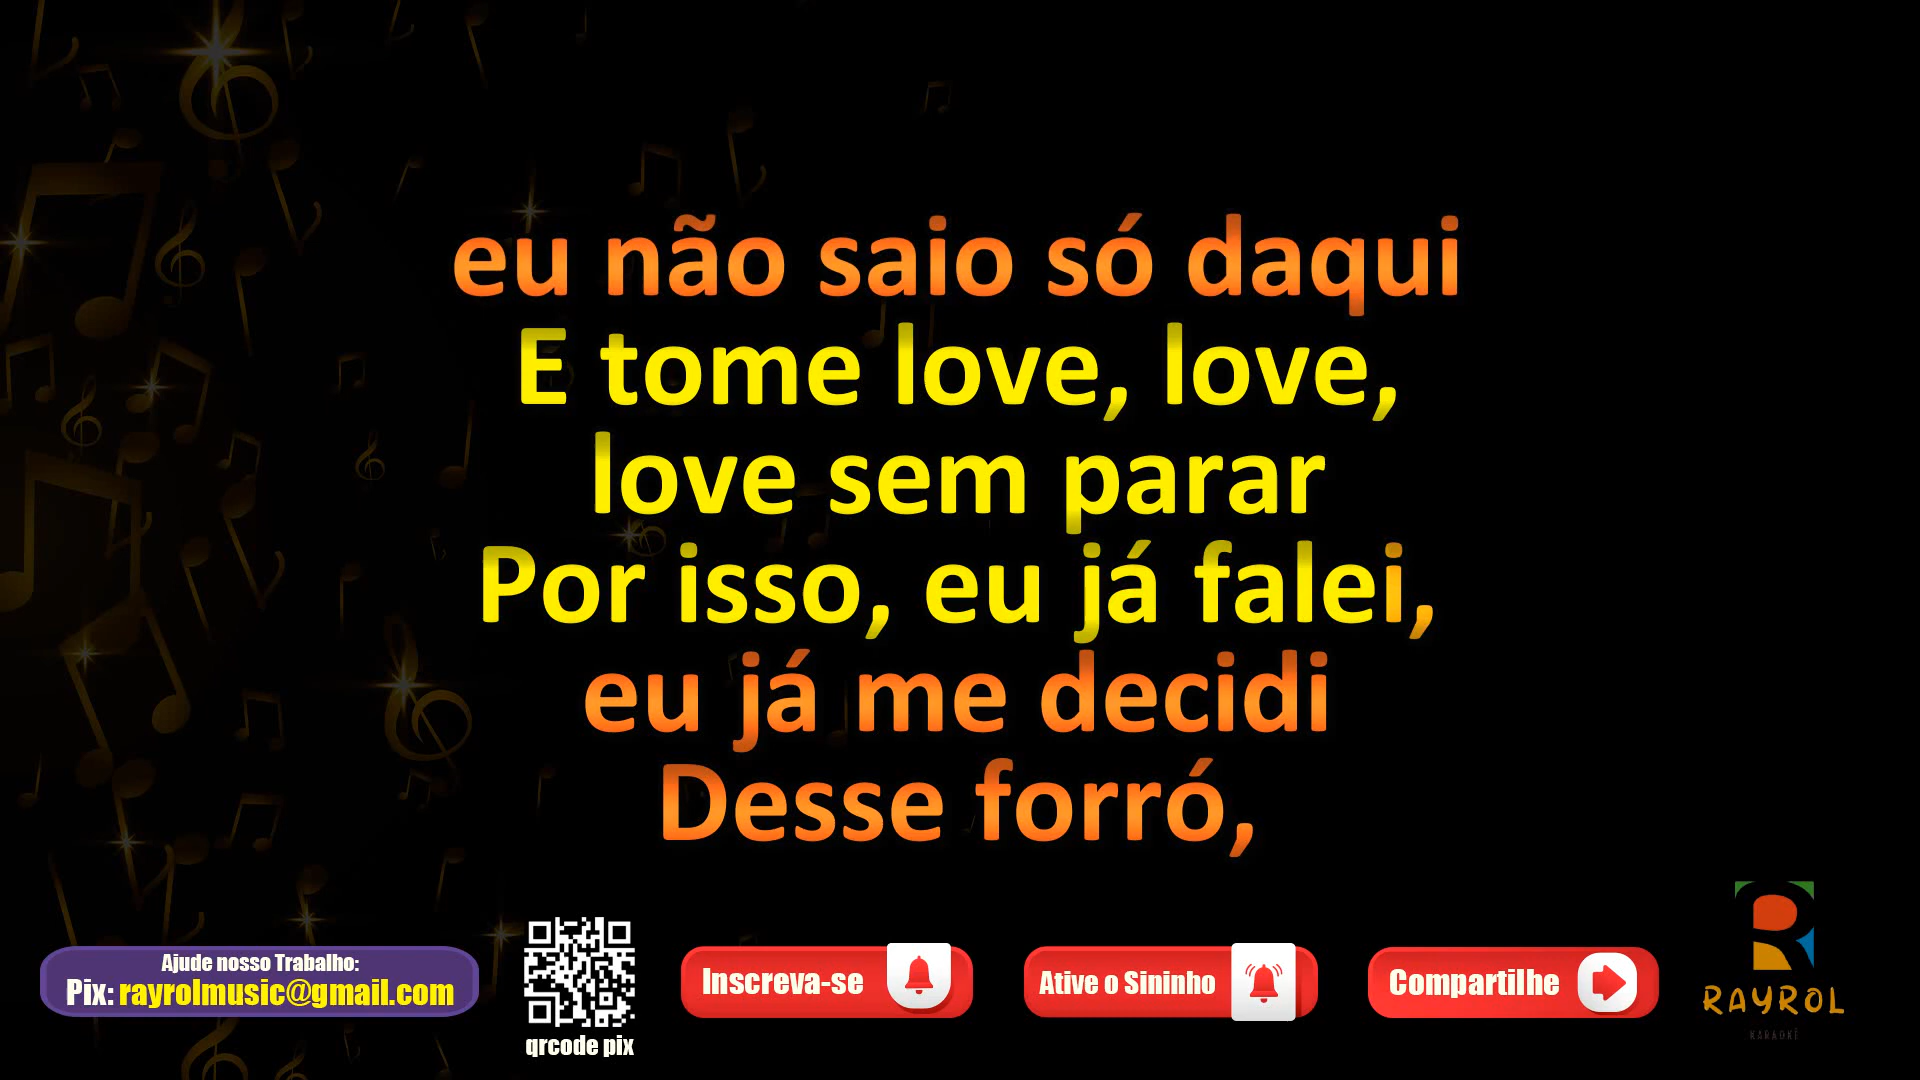 eu não saio só daqui
E tome love, love,
love sem parar
Por isso, eu já falei,
eu já me decidi
Desse forró,
Ajude nosso Trabalho:
Pix: rayrolmusic@gmail.com
qrcode pix
Inscreva-se
Ative o Sininho
Compartilhe
RAYROL
KARAOKÊ